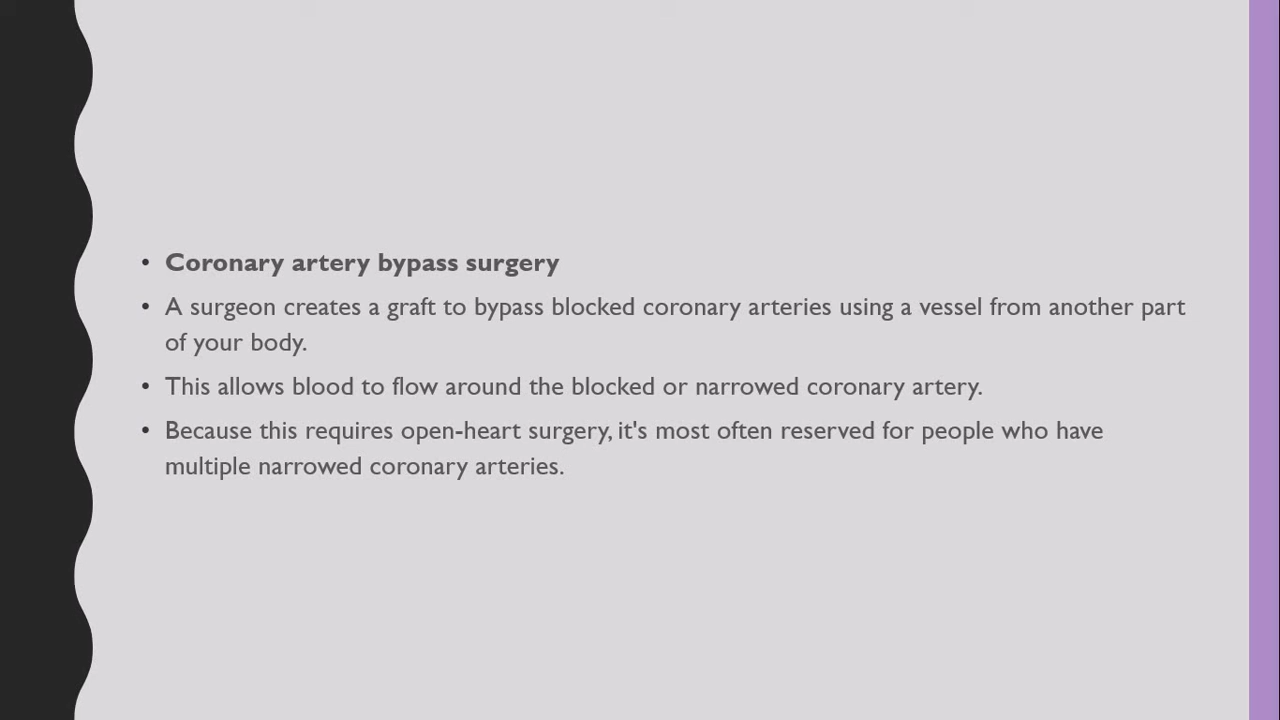 • Coronary artery bypass surgery
• A surgeon creates a graft to bypass blocked coronary arteries using a vessel from another part
of your body.
• This allows blood to flow around the blocked or narrowed coronary artery.
• Because this requires open-heart surgery, it's most often reserved for people who have
multiple narrowed coronary arteries.